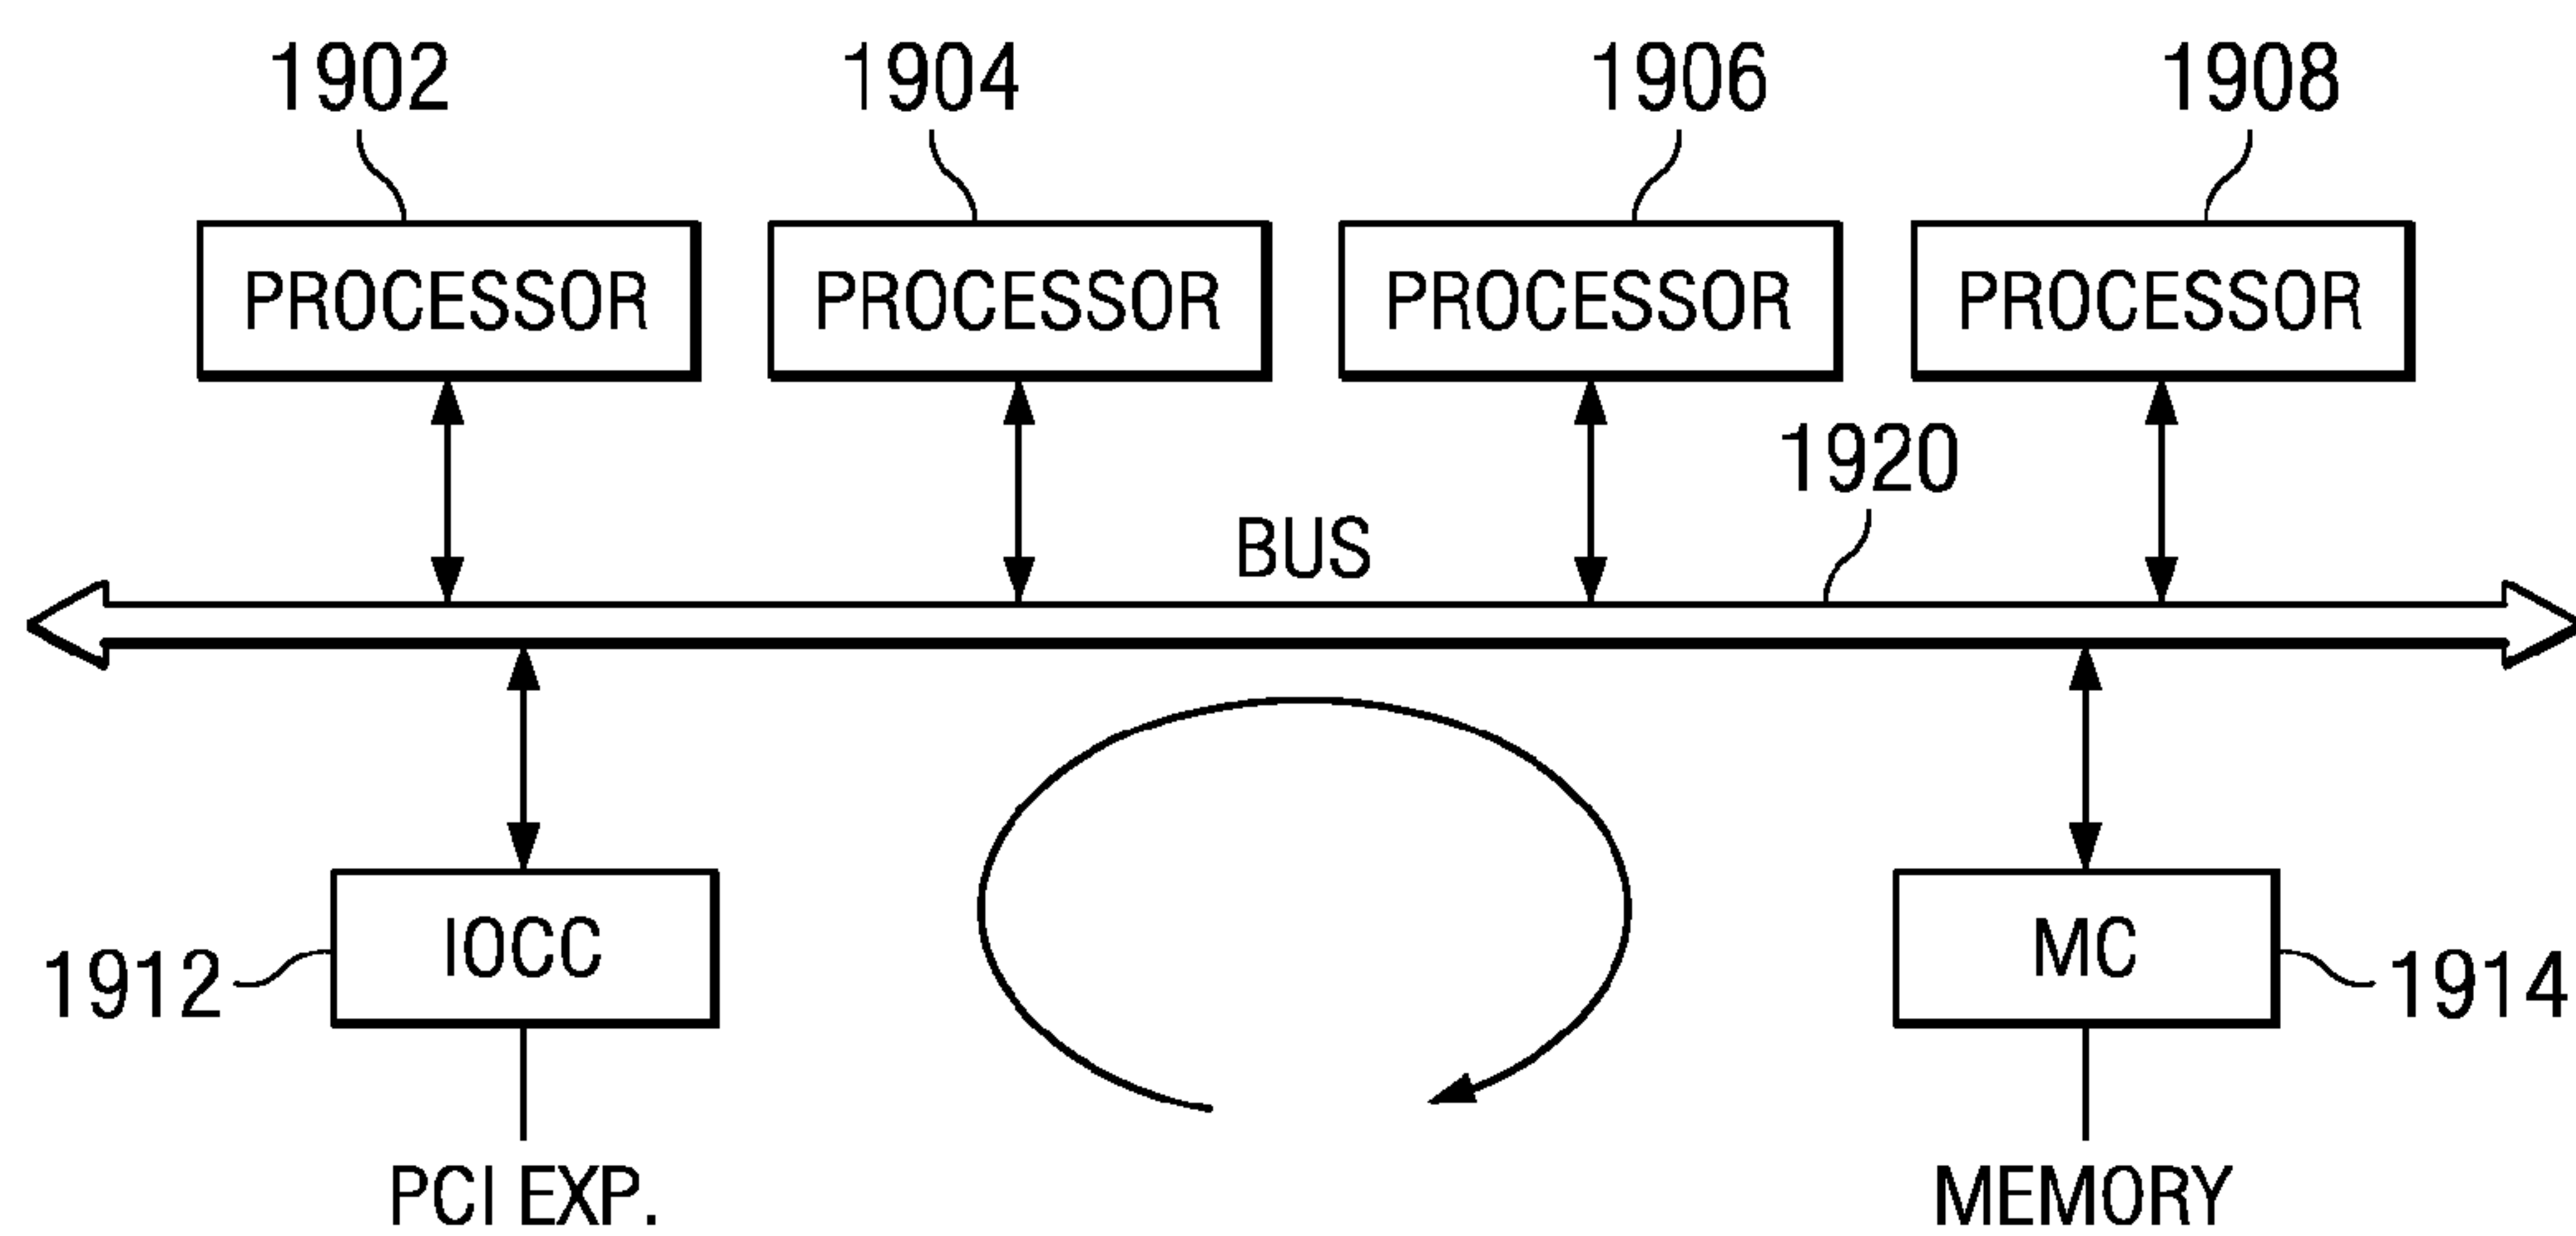 1902 1904 1906 1908
PROCESSOR PROCESSOR PROCESSOR PROCESSOR
1920
BUS
IOCC MC
1912 1914
PCI EXP. MEMORY